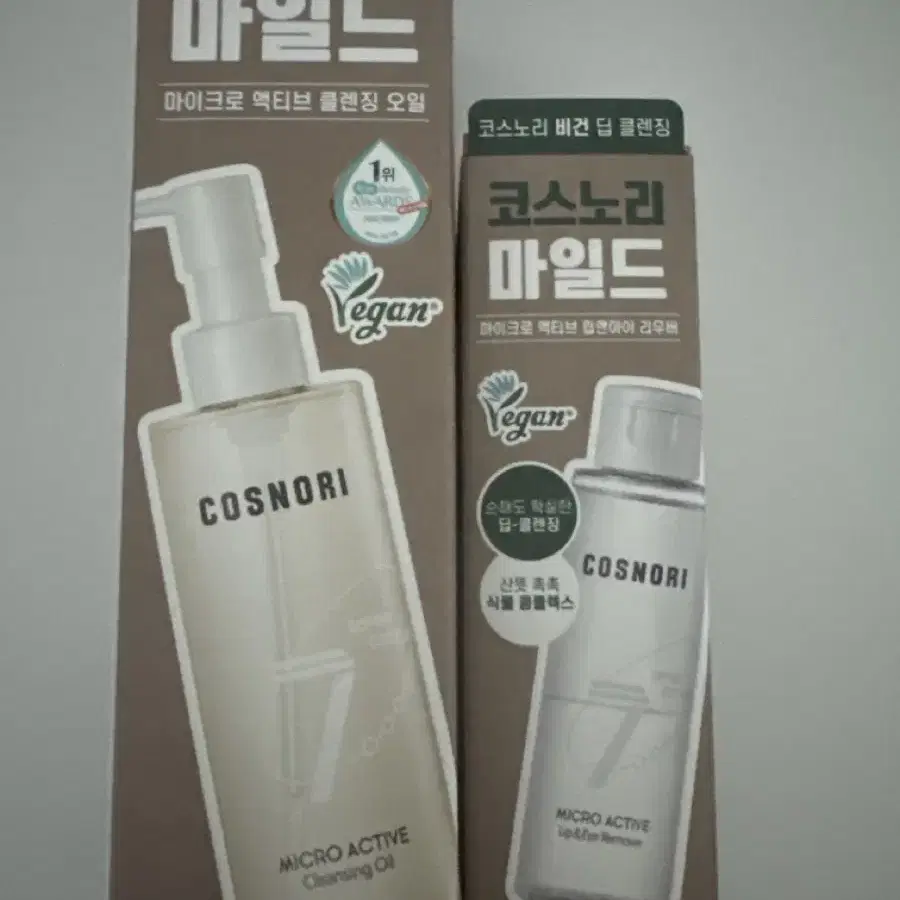 마일드
마이크로 액티브 클렌징 오일
1위
AWARDS
Vegan
COSNORI
MICRO ACTIVE
Cleansing Oil
코스노리 비건 딥 클렌징
코스노리
마일드
마이크로 액티브 립앤아이 리무버
Vegan
순해도 확실한
딥-클렌징
산뜻 촉촉
식물 콤플렉스
COSNORI
MICRO ACTIVE
Lip&Eye Remover